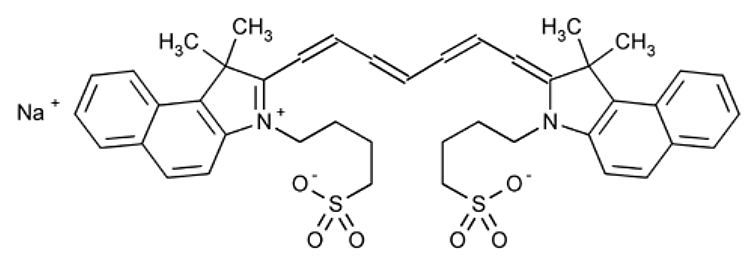 H₃C CH₃ H₃C CH₃
Na⁺ N⁺ N
O⁻ O⁻
S S
O O O O